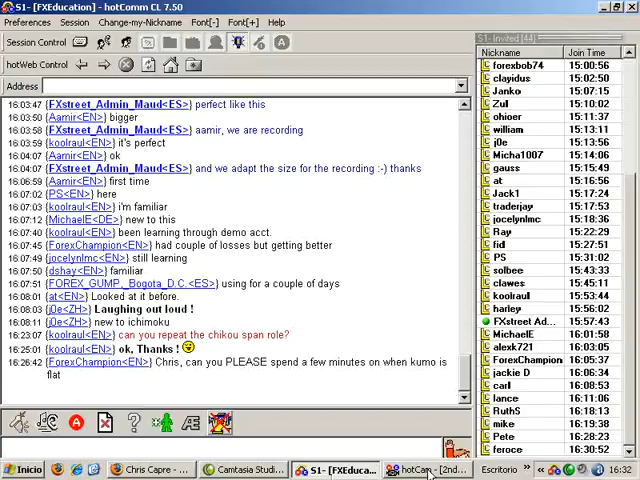 S1- [FXEducation] - hotComm CL 7.50
Preferences Session Change-my-Nickname Font[-] Font[+] Help
Session Control
hotWeb Control
Address
16:03:47 {FXstreet_Admin_Maud<ES>} perfect like this
16:03:50 {Aamir<EN>} bigger
16:03:58 {FXstreet_Admin_Maud<ES>} aamir, we are recording
16:03:59 {koolraul<EN>} it's perfect
16:04:07 {Aamir<EN>} ok
16:04:07 {FXstreet_Admin_Maud<ES>} and we adapt the size for the recording :-) thanks
16:06:59 {Aamir<EN>} first time
16:07:02 {PS<EN>} here
16:07:03 {koolraul<EN>} i'm familiar
16:07:12 {MichaelE<DE>} new to this
16:07:40 {koolraul<EN>} been learning through demo acct.
16:07:45 {ForexChampion<EN>} had couple of losses but getting better
16:07:45 {jocelynlmc<EN>} still learning
16:07:50 {dshay<EN>} familiar
16:07:51 {FOREX_GUMP,_Bogota_D.C.<ES>} using for a couple of days
16:08:01 {at<EN>} Looked at it before.
16:08:03 {j0e<ZH>} Laughing out loud !
16:08:11 {j0e<ZH>} new to ichimoku
16:23:07 {koolraul<EN>} can you repeat the chikou span role?
16:25:01 {koolraul<EN>} ok, Thanks !
16:26:42 {ForexChampion<EN>} Chris, can you PLEASE spend a few minutes on when kumo is
flat
S1- Invited [44]
Nickname Join Time
forexbob74 15:00:56
clayidus 15:02:50
Janko 15:07:15
Zul 15:10:02
ohioer 15:11:37
william 15:13:11
j0e 15:13:36
Micha1007 15:14:06
gauss 15:15:49
at 15:16:56
Jack1 15:17:24
traderjay 15:17:53
jocelynlmc 15:18:36
Ray 15:22:29
fid 15:27:51
PS 15:31:02
solbee 15:43:33
clawes 15:43:33
koolraul 15:44:03
harley 15:56:02
FXstreet Ad... 15:57:43
MichaelE 16:01:58
alexk721 16:03:05
ForexChampion 16:05:37
jackie D 16:06:34
carl 16:08:53
lance 16:11:06
RuthS 16:18:13
mike 16:19:38
Pete 16:29:28
feroce 16:30:52
Inicio Chris Capre - ... Camtasia Studi... S1- [FXEduca... hotCam - [2nd... Escritorio » « 16:32